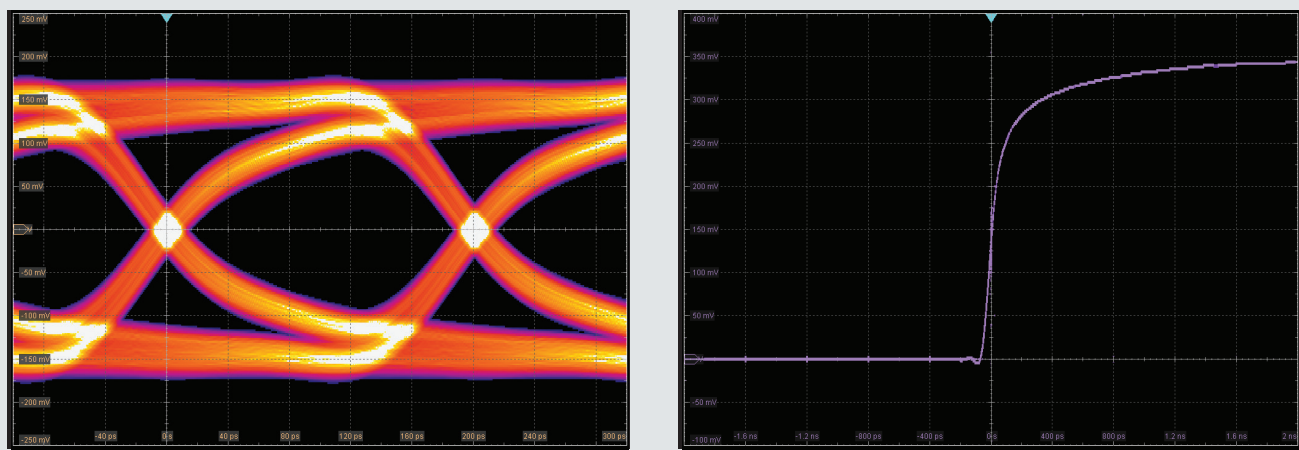 250 mV
200 mV
150 mV
100 mV
50 mV
-50 mV
-100 mV
-150 mV
-200 mV
-250 mV
-40 ps
0 s
40 ps
80 ps
120 ps
160 ps
200 ps
240 ps
300 ps
400 mV
350 mV
300 mV
250 mV
200 mV
150 mV
100 mV
50 mV
-50 mV
-100 mV
-1.6 ns
-1.2 ns
-800 ps
-400 ps
0 s
400 ps
800 ps
1.2 ns
1.6 ns
2 ns